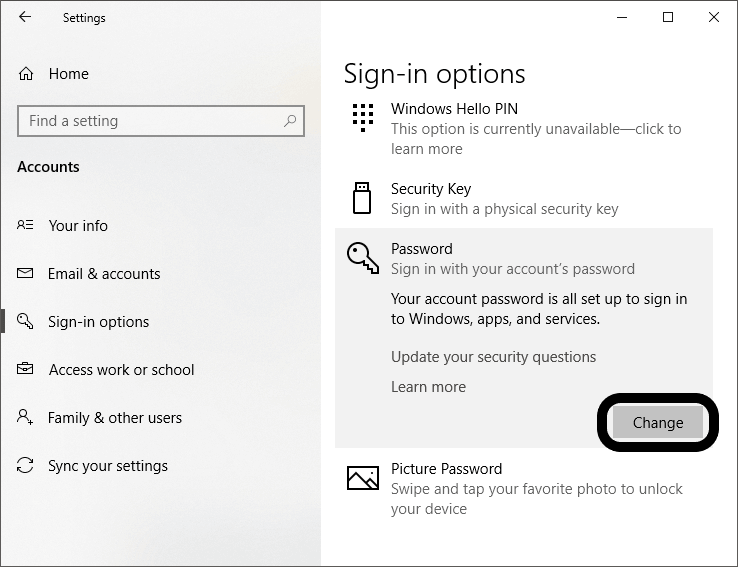 Settings
Home
Find a setting
Accounts
Your info
Email & accounts
Sign-in options
Access work or school
Family & other users
Sync your settings
Sign-in options
Windows Hello PIN
This option is currently unavailable—click to
learn more
Security Key
Sign in with a physical security key
Password
Sign in with your account’s password
Your account password is all set up to sign in
to Windows, apps, and services.
Update your security questions
Learn more
Change
Picture Password
Swipe and tap your favorite photo to unlock
your device